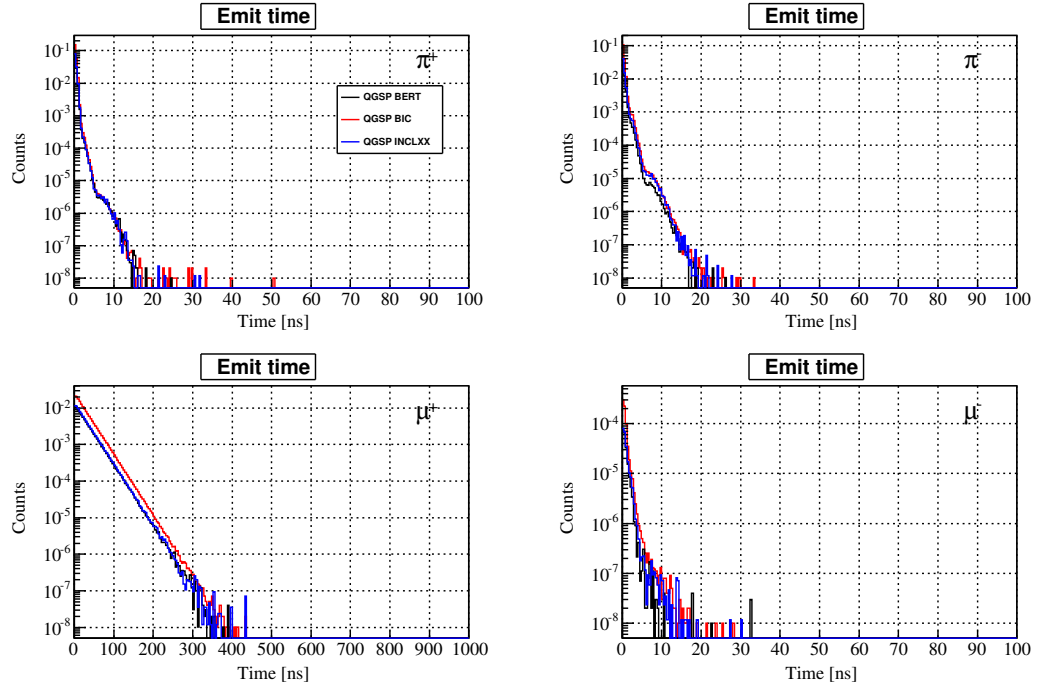 Emit time
π+
QGSP BERT
QGSP BIC
QGSP INCLXX
Counts
10-1
10-2
10-3
10-4
10-5
10-6
10-7
10-8
0 10 20 30 40 50 60 70 80 90 100
Time [ns]
Emit time
π-
Counts
10-1
10-2
10-3
10-4
10-5
10-6
10-7
10-8
0 10 20 30 40 50 60 70 80 90 100
Time [ns]
Emit time
μ+
Counts
10-2
10-3
10-4
10-5
10-6
10-7
10-8
0 100 200 300 400 500 600 700 800 900 1000
Time [ns]
Emit time
μ-
Counts
10-4
10-5
10-6
10-7
10-8
0 10 20 30 40 50 60 70 80 90 100
Time [ns]